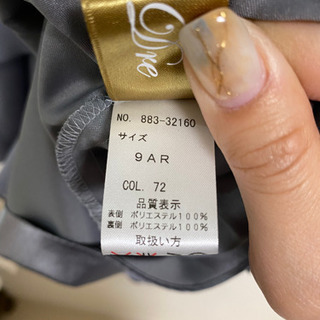 NO. 883-32160
サイズ
9AR
COL. 72
品質表示
表側 ポリエステル100%
裏側 ポリエステル100%
取扱い方